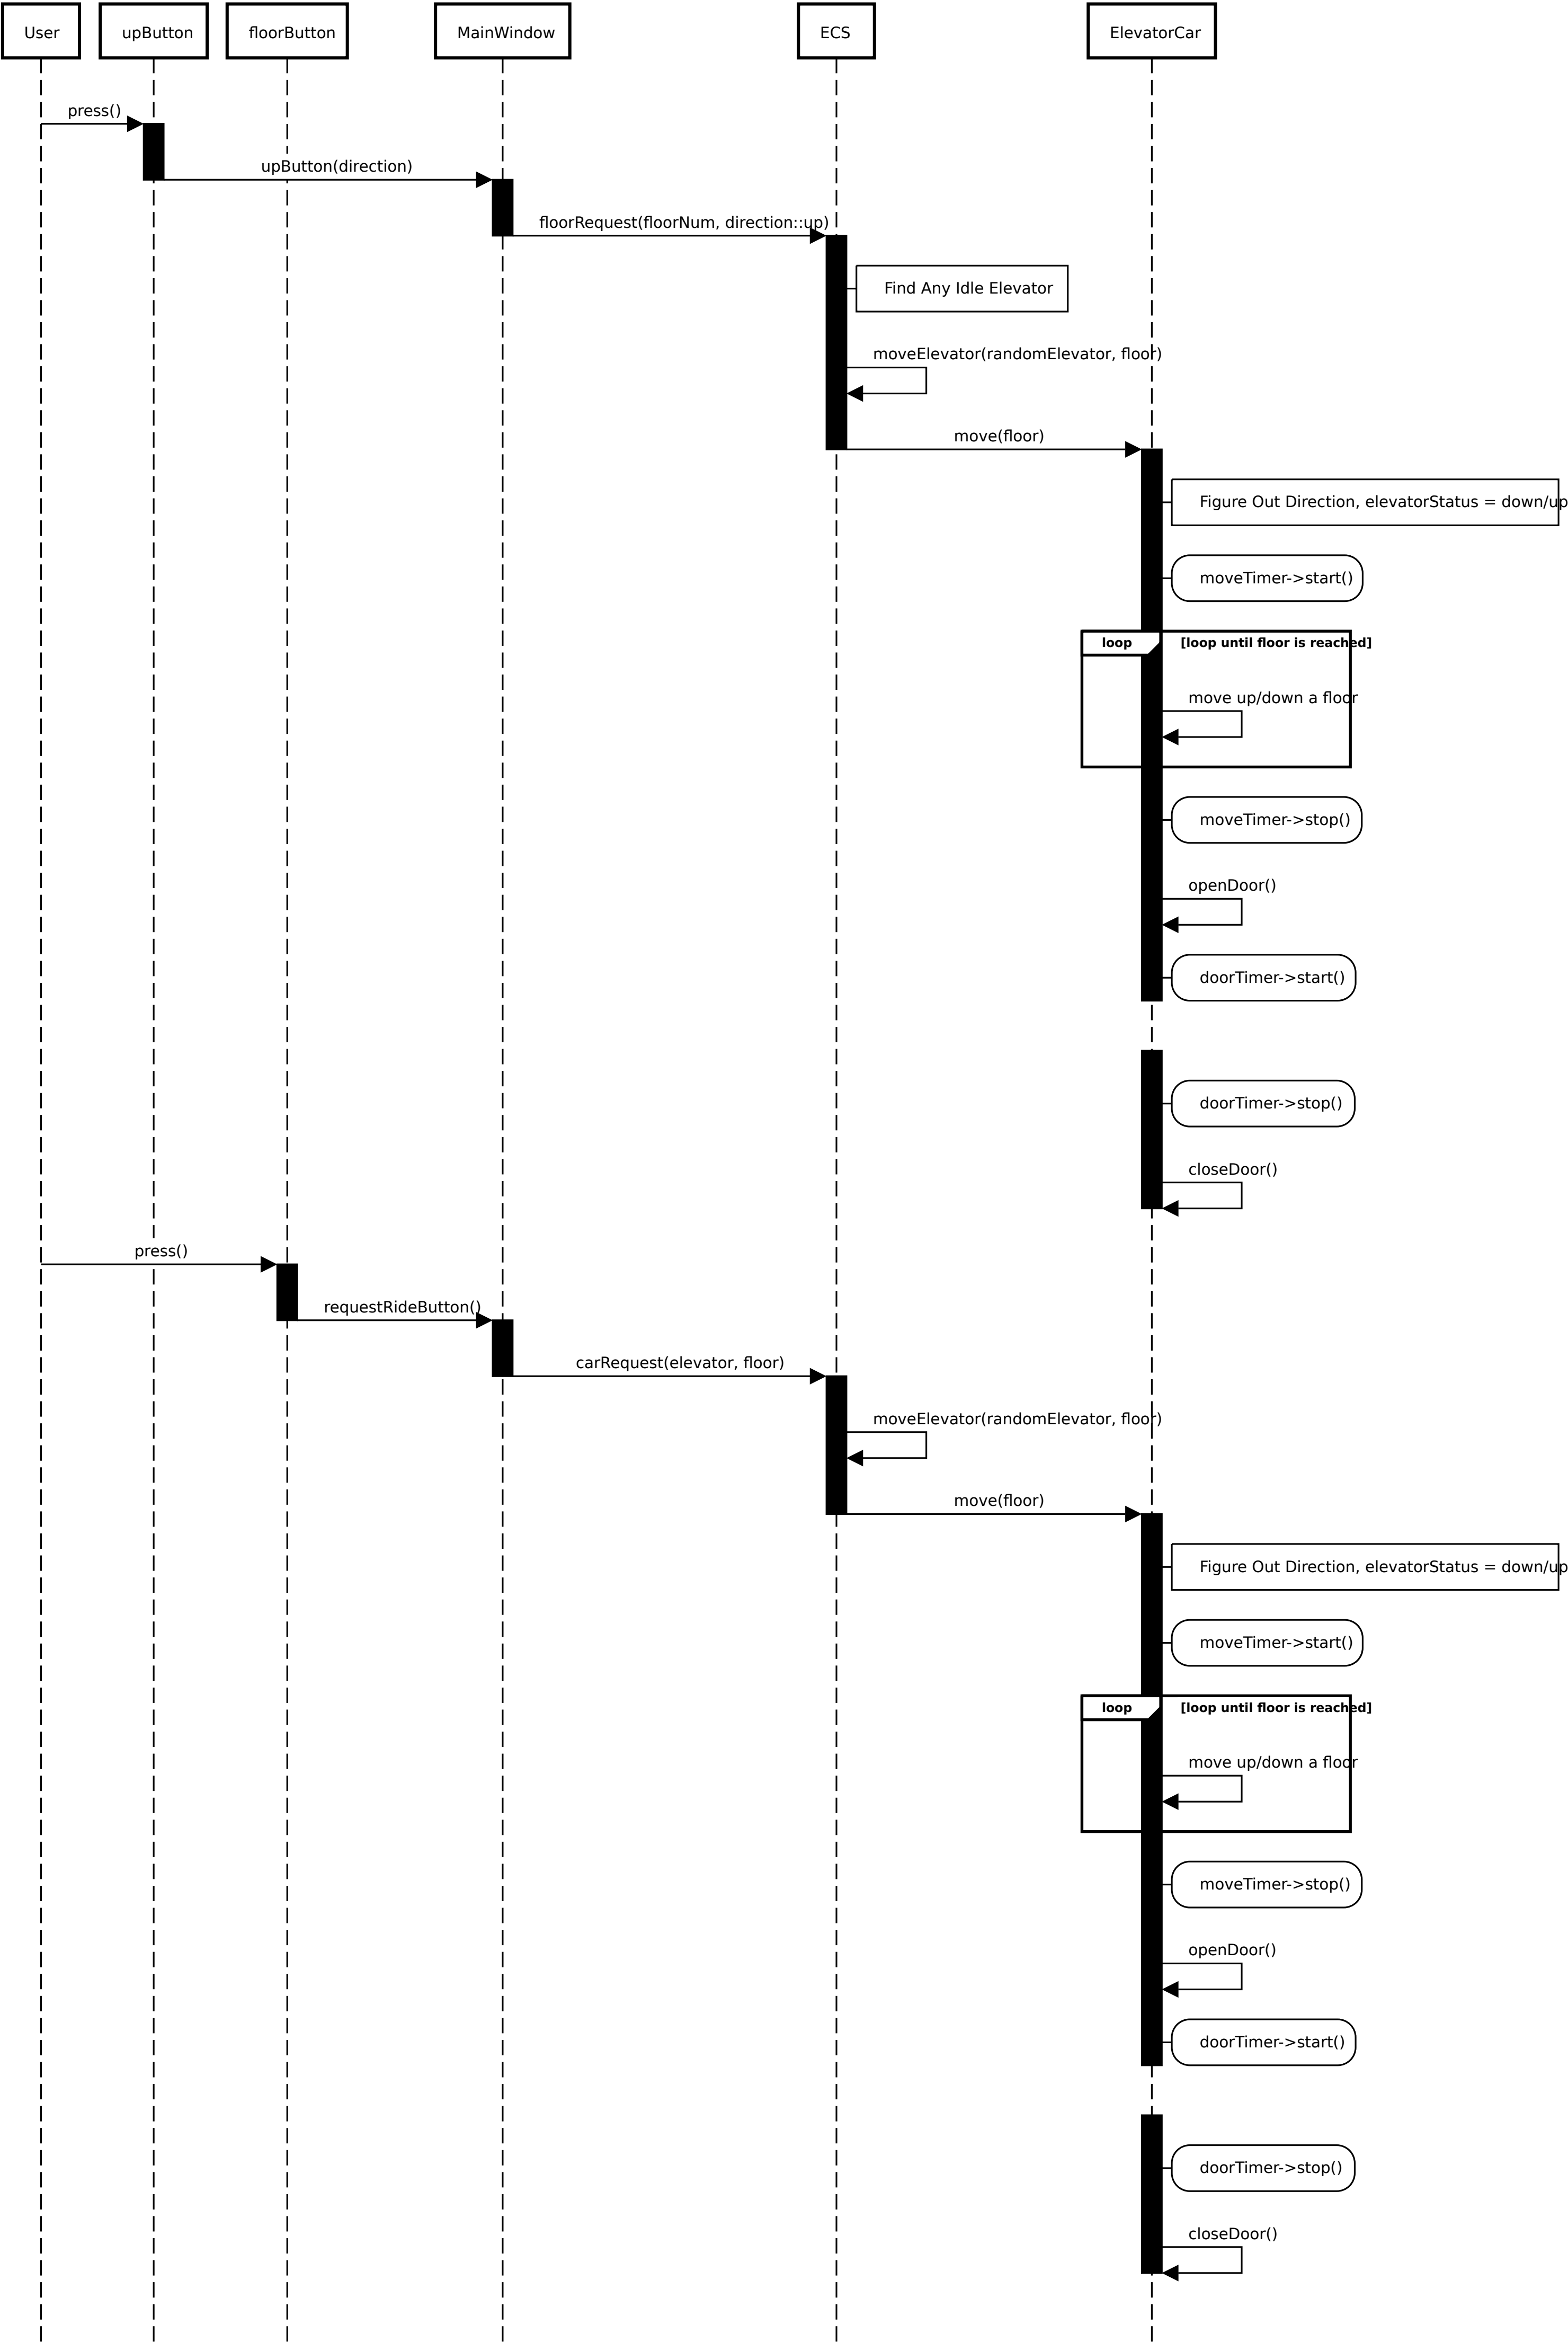 User
upButton
floorButton
MainWindow
ECS
ElevatorCar
press()
upButton(direction)
floorRequest(floorNum, direction::up)
Find Any Idle Elevator
moveElevator(randomElevator, floor)
move(floor)
Figure Out Direction, elevatorStatus = down/up
moveTimer->start()
loop
[loop until floor is reached]
move up/down a floor
moveTimer->stop()
openDoor()
doorTimer->start()
doorTimer->stop()
closeDoor()
press()
requestRideButton()
carRequest(elevator, floor)
moveElevator(randomElevator, floor)
move(floor)
Figure Out Direction, elevatorStatus = down/up
moveTimer->start()
loop
[loop until floor is reached]
move up/down a floor
moveTimer->stop()
openDoor()
doorTimer->start()
doorTimer->stop()
closeDoor()